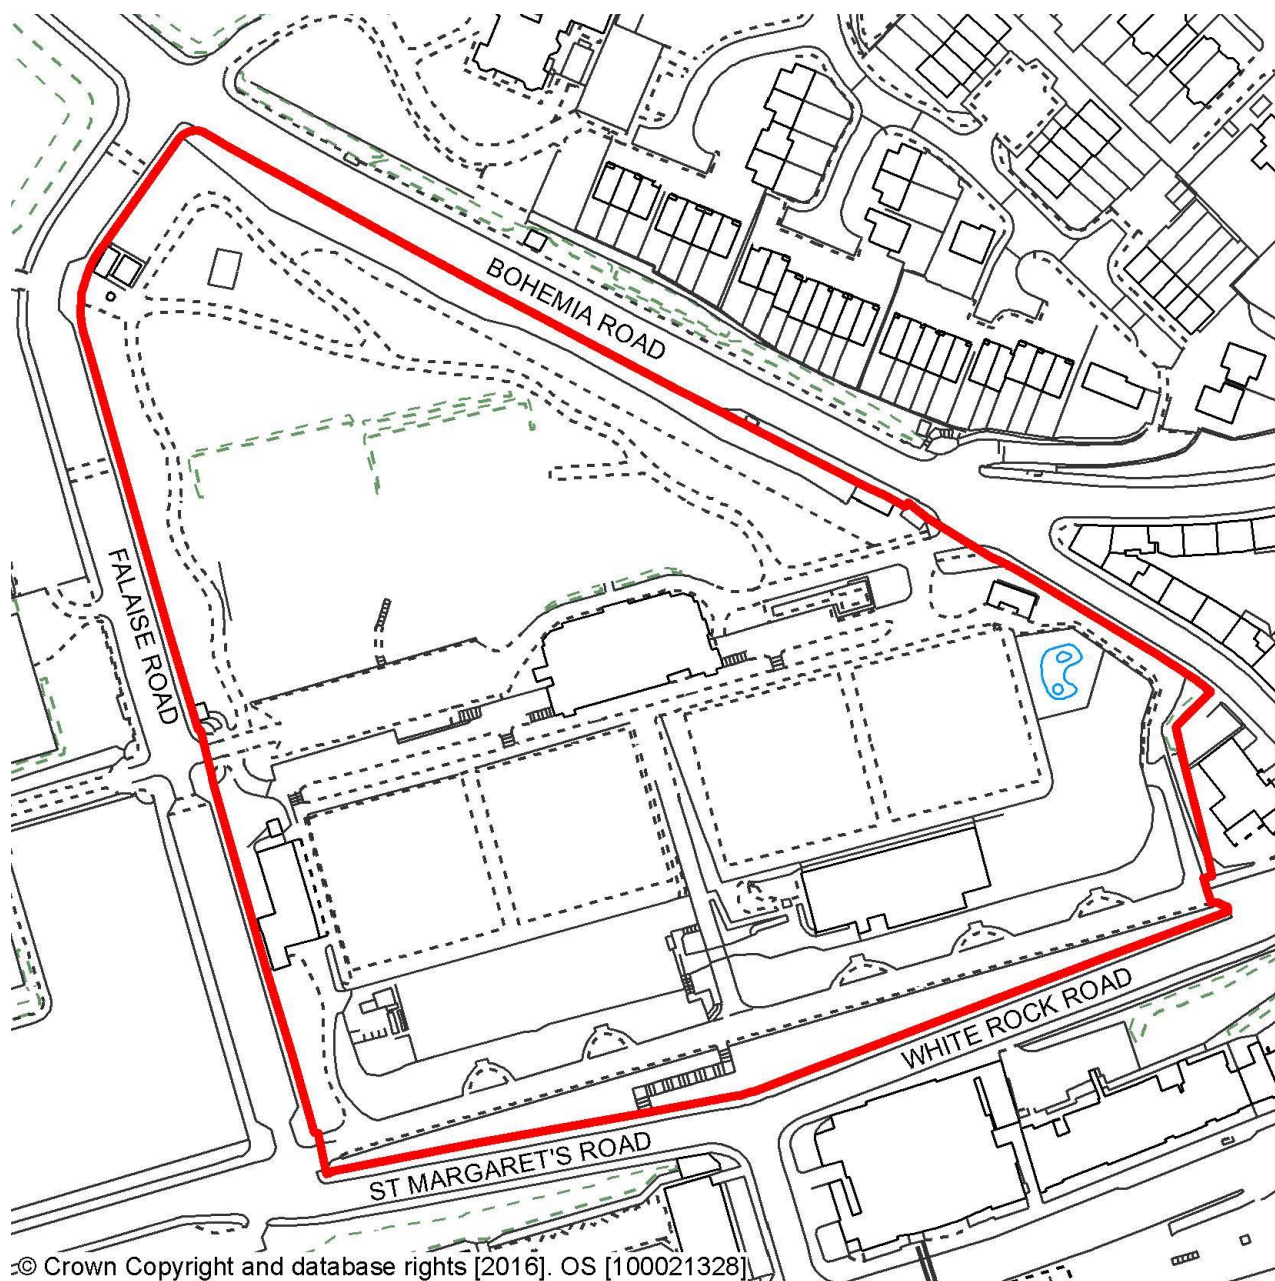 BOHEMIA ROAD
FALAISE ROAD
WHITE ROCK ROAD
ST MARGARET'S ROAD
© Crown Copyright and database rights [2016]. OS [100021328]